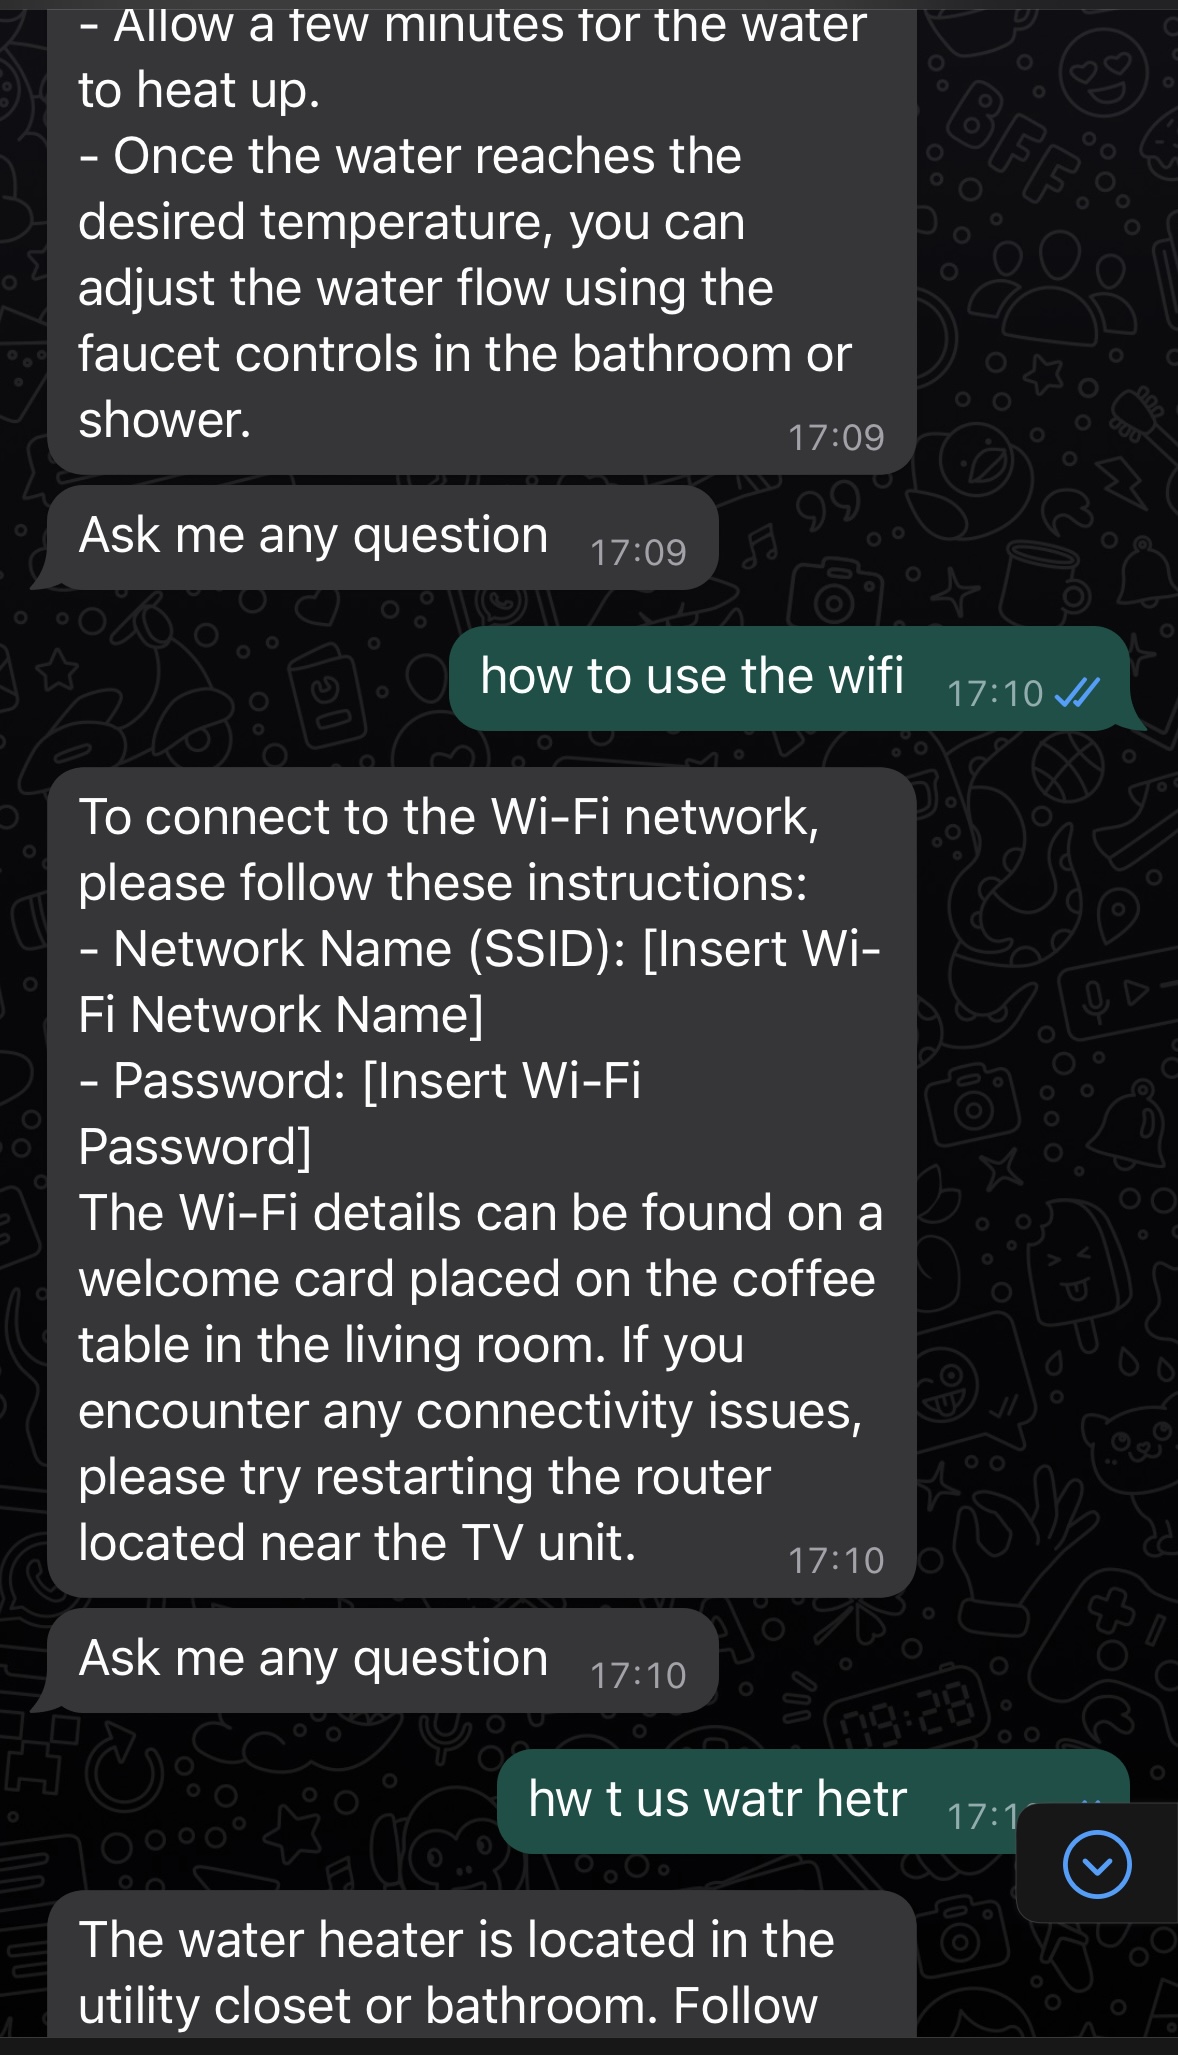 - Allow a few minutes for the water
to heat up.
- Once the water reaches the
desired temperature, you can
adjust the water flow using the
faucet controls in the bathroom or
shower.
17:09
Ask me any question
17:09
how to use the wifi
17:10
To connect to the Wi-Fi network,
please follow these instructions:
- Network Name (SSID): [Insert Wi-
Fi Network Name]
- Password: [Insert Wi-Fi
Password]
The Wi-Fi details can be found on a
welcome card placed on the coffee
table in the living room. If you
encounter any connectivity issues,
please try restarting the router
located near the TV unit.
17:10
Ask me any question
17:10
hw t us watr hetr
The water heater is located in the
utility closet or bathroom. Follow
BFF
09:28